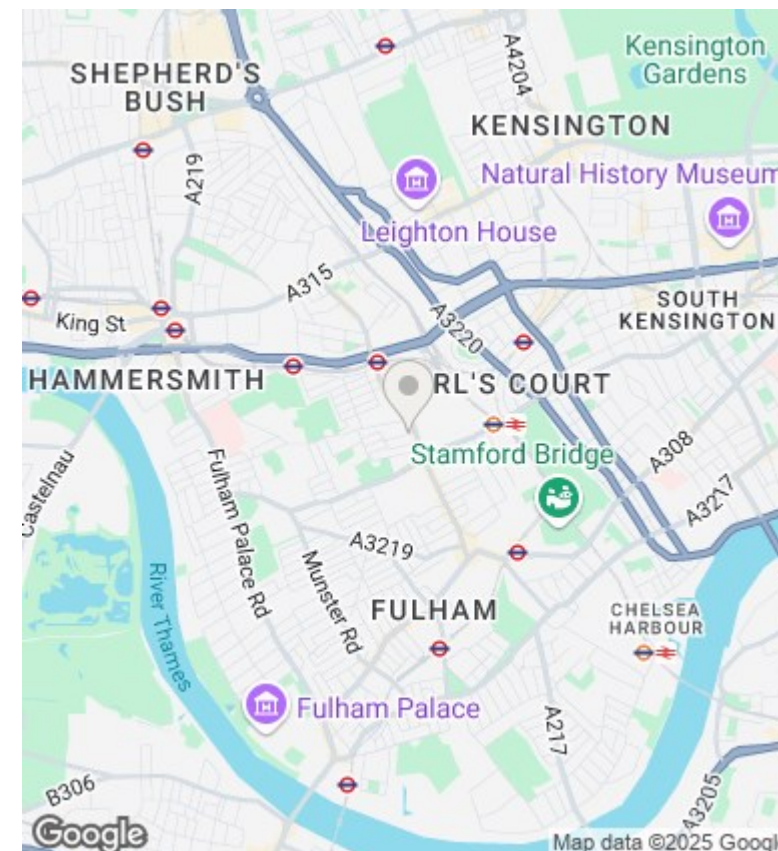 Kensington
Gardens
A4204
SHEPHERD'S
BUSH
KENSINGTON
A219
Natural History Museum
Leighton House
A315
SOUTH
KENSINGTON
King St
A3220
HAMMERSMITH
RL'S COURT
Stamford Bridge
A308
Castelnau
Fulham Palace Rd
A3217
A3219
River Thames
Munster Rd
FULHAM
CHELSEA
HARBOUR
Fulham Palace
A217
B306
A3205
Google
Map data ©2025 Googl